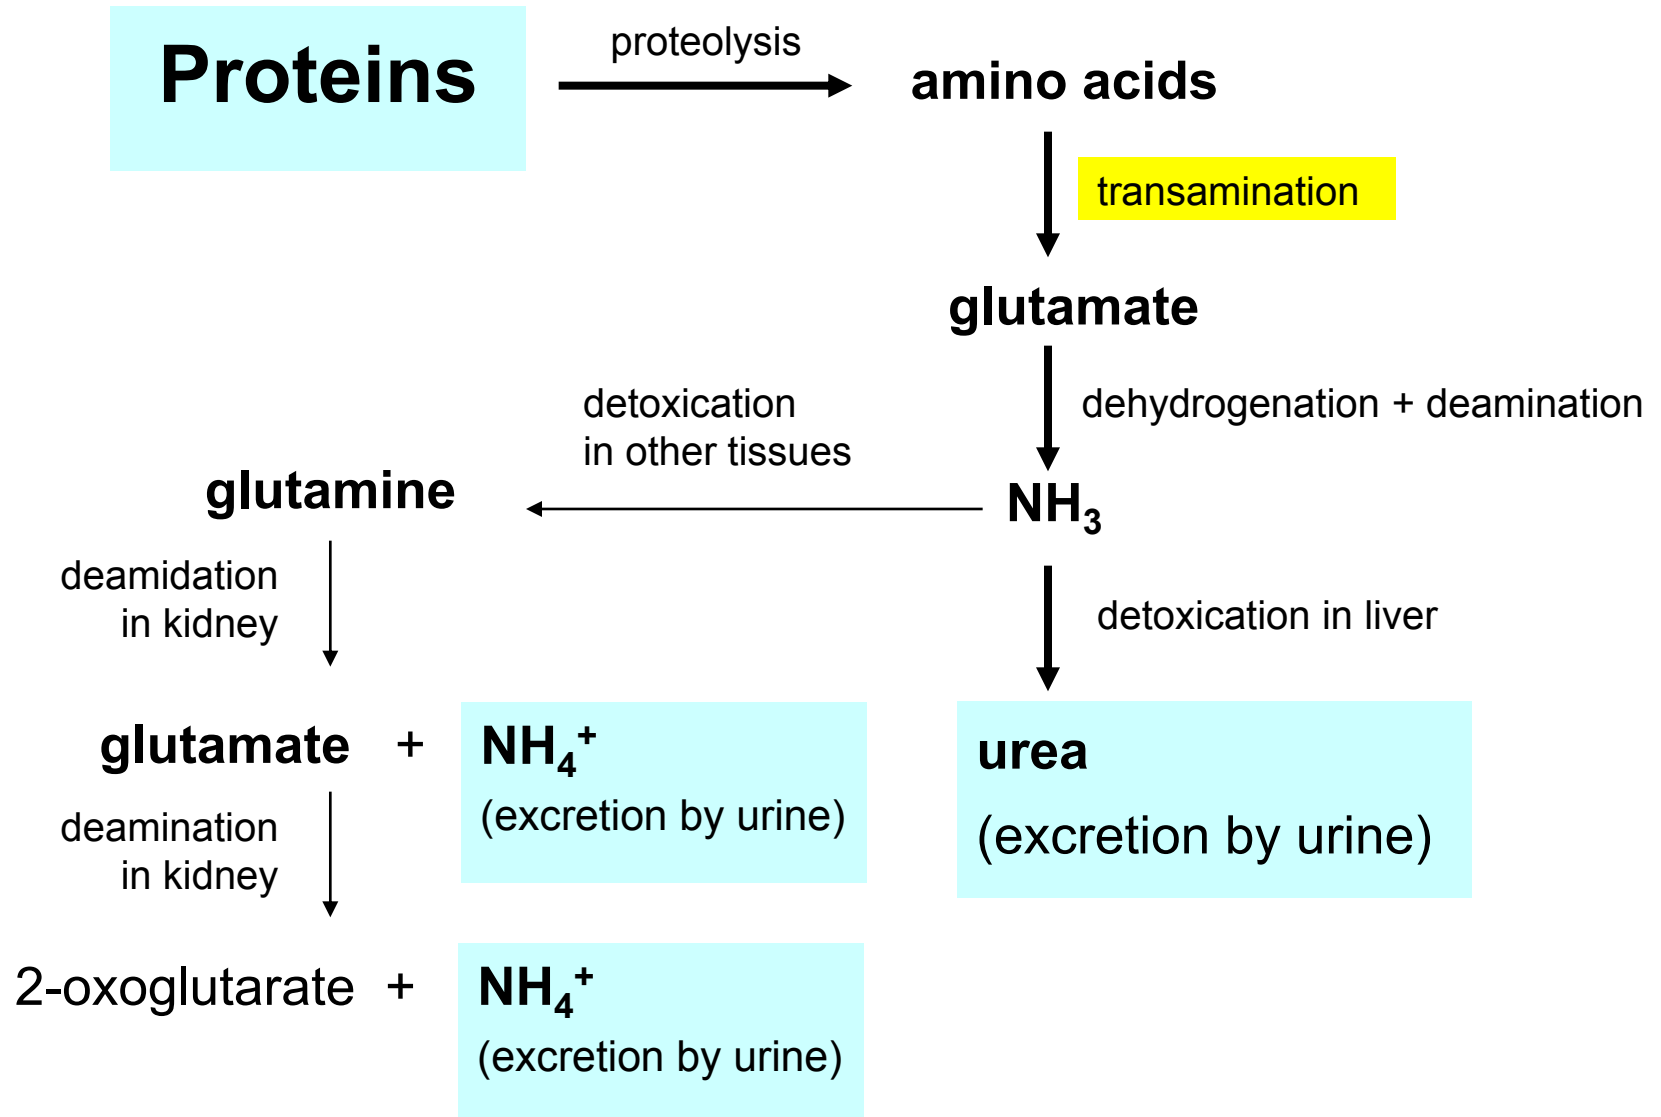 Proteins
proteolysis
amino acids
transamination
glutamate
dehydrogenation + deamination
detoxication
in other tissues
glutamine
NH₃
deamidation
in kidney
detoxication in liver
glutamate + NH₄⁺
(excretion by urine)
urea
(excretion by urine)
deamination
in kidney
2-oxoglutarate + NH₄⁺
(excretion by urine)